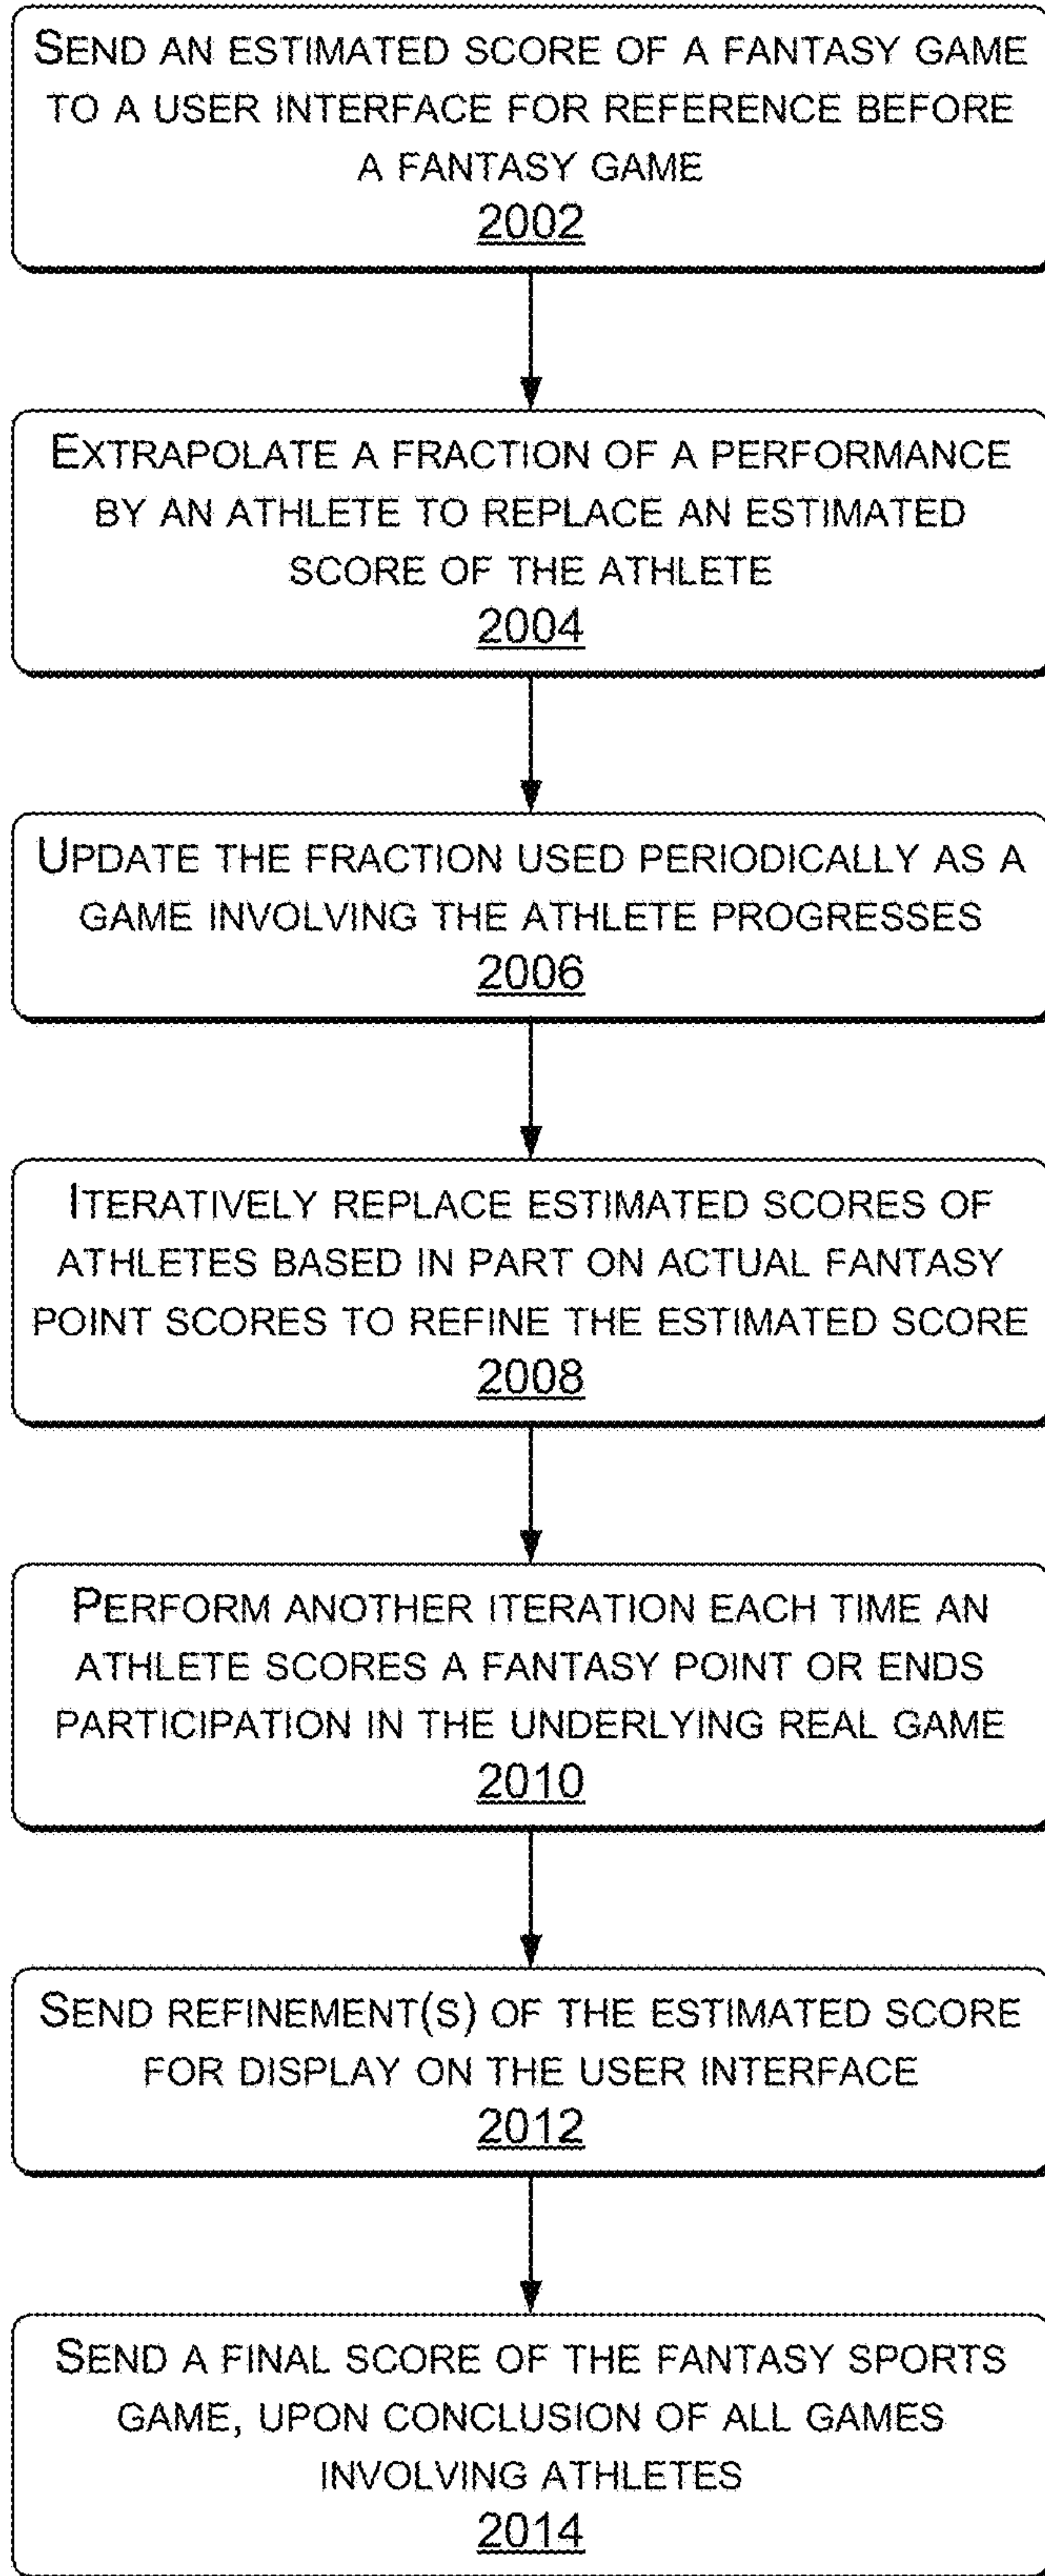 SEND AN ESTIMATED SCORE OF A FANTASY GAME
TO A USER INTERFACE FOR REFERENCE BEFORE
A FANTASY GAME
2002
EXTRAPOLATE A FRACTION OF A PERFORMANCE
BY AN ATHLETE TO REPLACE AN ESTIMATED
SCORE OF THE ATHLETE
2004
UPDATE THE FRACTION USED PERIODICALLY AS A
GAME INVOLVING THE ATHLETE PROGRESSES
2006
ITERATIVELY REPLACE ESTIMATED SCORES OF
ATHLETES BASED IN PART ON ACTUAL FANTASY
POINT SCORES TO REFINE THE ESTIMATED SCORE
2008
PERFORM ANOTHER ITERATION EACH TIME AN
ATHLETE SCORES A FANTASY POINT OR ENDS
PARTICIPATION IN THE UNDERLYING REAL GAME
2010
SEND REFINEMENT(S) OF THE ESTIMATED SCORE
FOR DISPLAY ON THE USER INTERFACE
2012
SEND A FINAL SCORE OF THE FANTASY SPORTS
GAME, UPON CONCLUSION OF ALL GAMES
INVOLVING ATHLETES
2014